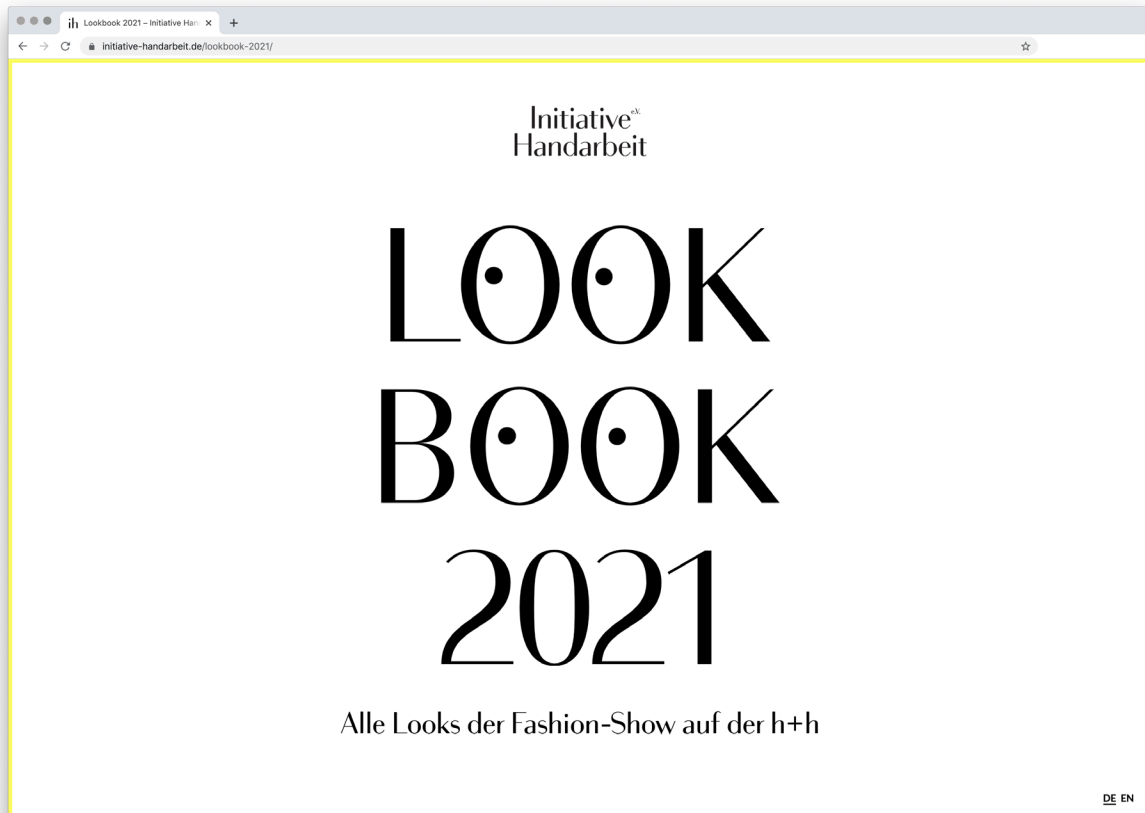 ih Lookbook 2021 – Initiative Han
initiative-handarbeit.de/lookbook-2021/
Initiative e.V.
Handarbeit
LOOK
BOOK
2021
Alle Looks der Fashion-Show auf der h+h
DE EN